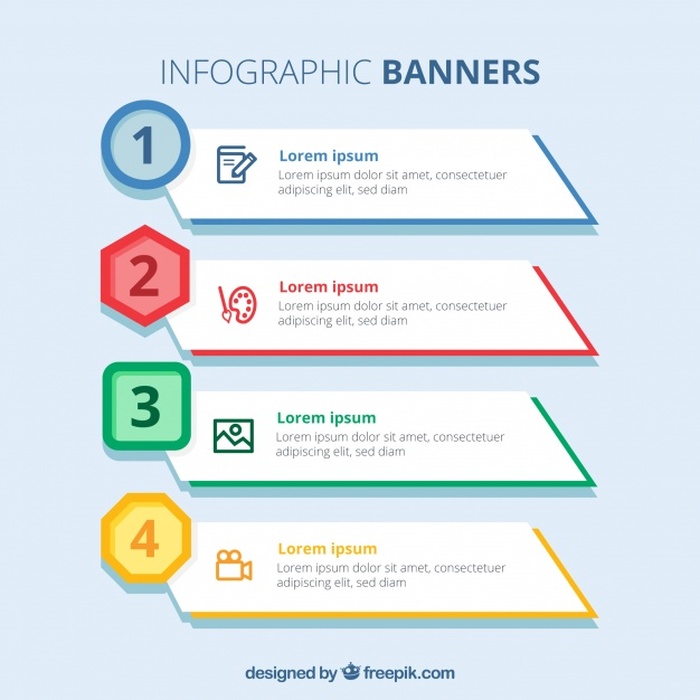 INFOGRAPHIC BANNERS
1
Lorem ipsum
Lorem ipsum dolor sit amet, consectetuer
adipiscing elit, sed diam
2
Lorem ipsum
Lorem ipsum dolor sit amet, consectetuer
adipiscing elit, sed diam
3
Lorem ipsum
Lorem ipsum dolor sit amet, consectetuer
adipiscing elit, sed diam
4
Lorem ipsum
Lorem ipsum dolor sit amet, consectetuer
adipiscing elit, sed diam
designed by freepik.com